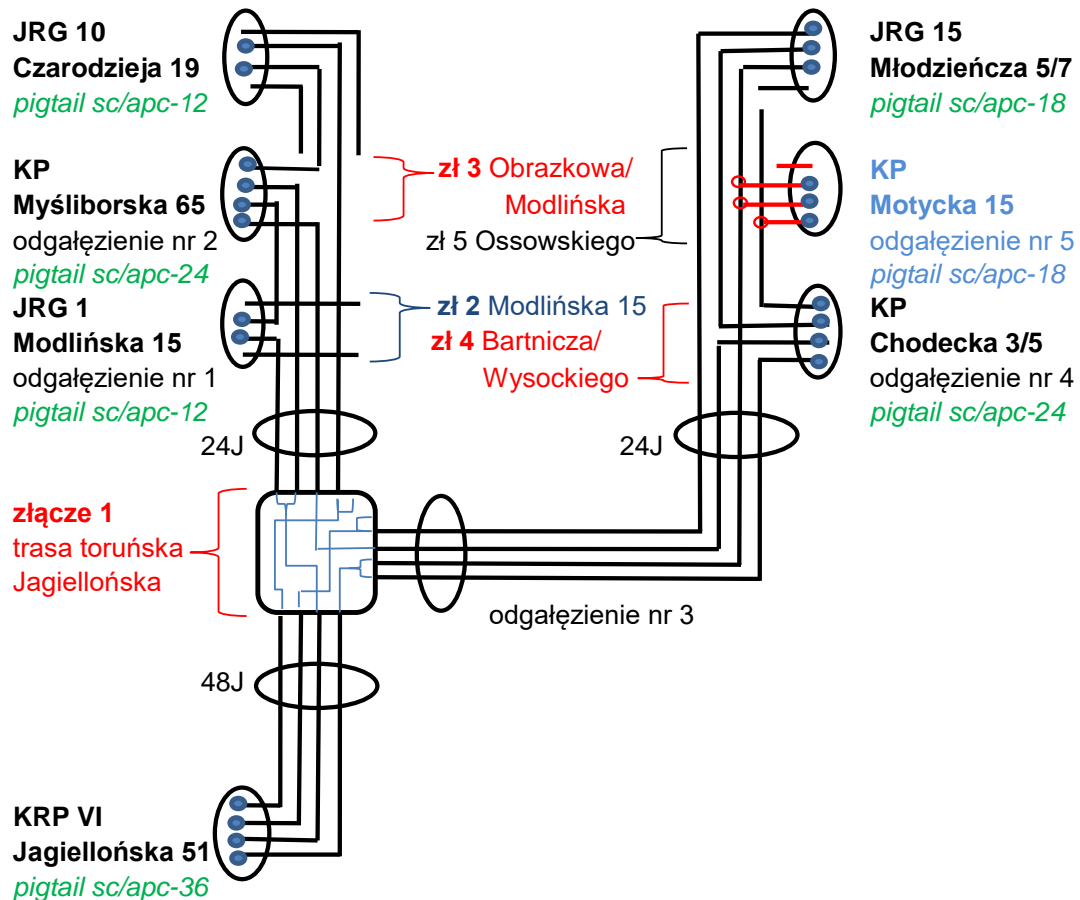 JRG 10
Czarodzieja 19
pigtail sc/apc-12
KP
Myśliborska 65
odgałęzienie nr 2
pigtail sc/apc-24
JRG 1
Modlińska 15
odgałęzienie nr 1
pigtail sc/apc-12
zł 3 Obrazkowa/
Modlińska
zł 5 Ossowskiego
zł 2 Modlińska 15
zł 4 Bartnicza/
Wysockiego
JRG 15
Młodzieńcza 5/7
pigtail sc/apc-18
KP
Motycka 15
odgałęzienie nr 5
pigtail sc/apc-18
KP
Chodecka 3/5
odgałęzienie nr 4
pigtail sc/apc-24
24J
24J
złącze 1
trasa toruńska
Jagiellońska
odgałęzienie nr 3
48J
KRP VI
Jagiellońska 51
pigtail sc/apc-36